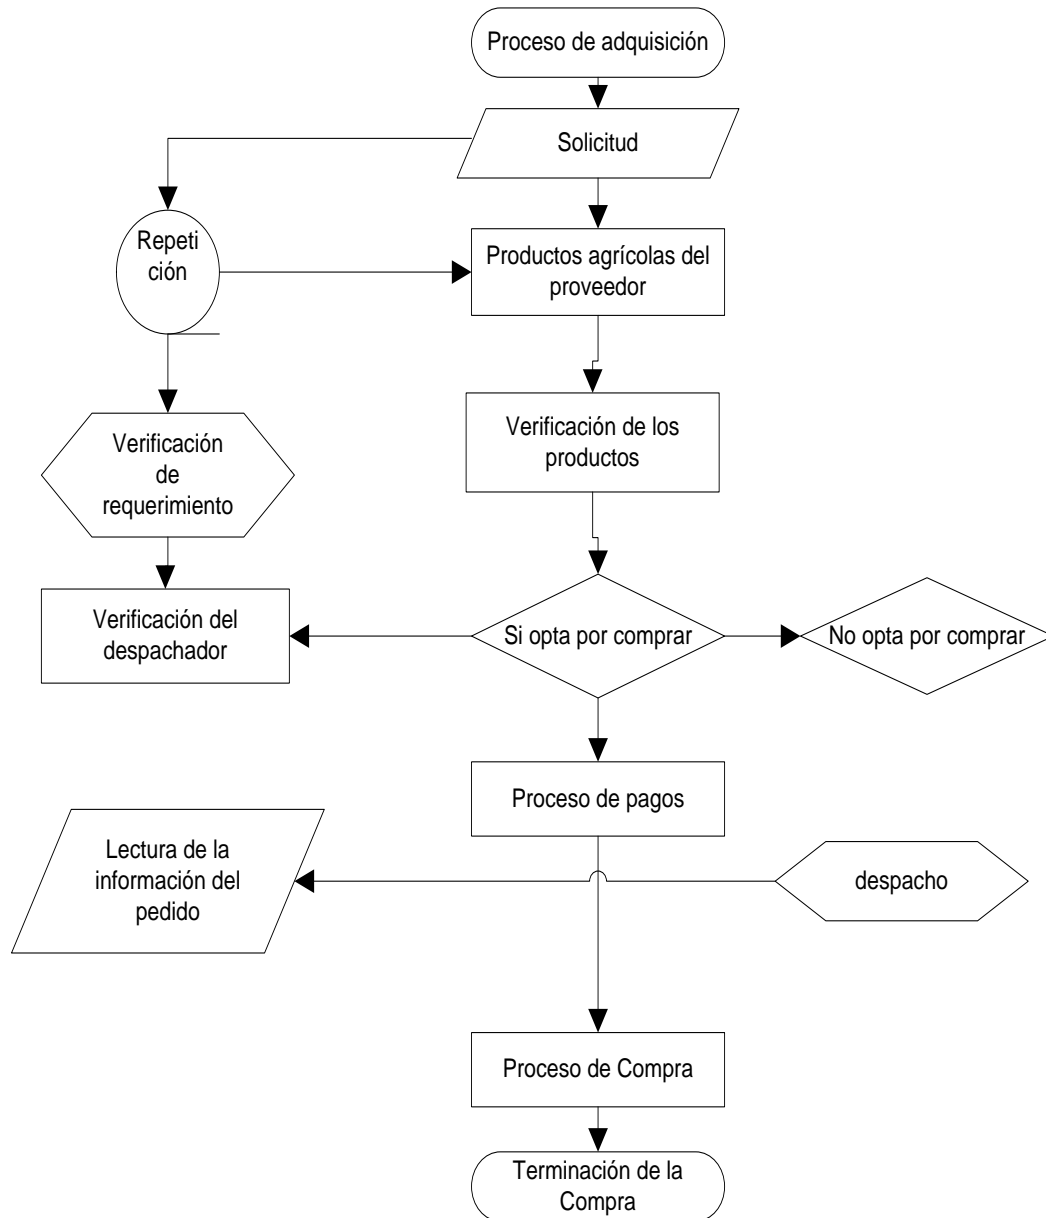 Proceso de adquisición
Solicitud
Repeti
ción
Productos agrícolas del
proveedor
Verificación
de
requerimiento
Verificación de los
productos
Verificación del
despachador
Si opta por comprar
No opta por comprar
Proceso de pagos
Lectura de la
información del
pedido
despacho
Proceso de Compra
Terminación de la
Compra